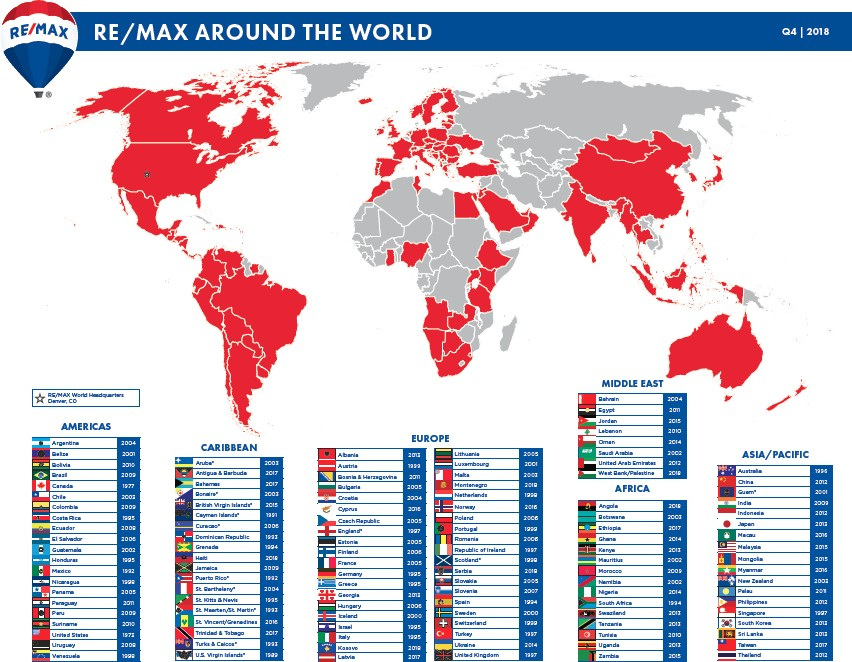 RE/MAX
RE/MAX AROUND THE WORLD
Q4 | 2018
®
RE/MAX World Headquarters
Denver, CO
AMERICAS
Argentina 2004
Belize 2001
Bolivia 2010
Brazil 2009
Canada 1977
Chile 2002
Colombia 2009
Costa Rica 1995
Ecuador 2009
El Salvador 2006
Guatemala 2002
Honduras 1995
Mexico 1992
Nicaragua 1998
Panama 2005
Paraguay 2011
Peru 2009
Suriname 2010
United States 1973
Uruguay 2008
Venezuela 1998
CARIBBEAN
Aruba* 2003
Antigua & Barbuda 2017
Bahamas 2017
Bonaire* 2003
British Virgin Islands* 2015
Cayman Islands* 1991
Curacao* 2006
Dominican Republic 1993
Grenada 1994
Haiti 2018
Jamaica 2009
Puerto Rico* 1992
St. Barthelemy* 2004
St. Kitts & Nevis 1995
St. Maarten/St. Martin* 1993
St. Vincent/Grenadines 2016
Trinidad & Tobago 2017
Turks & Caicos* 1993
U.S. Virgin Islands* 1989
EUROPE
Albania 2012
Austria 1999
Bosnia & Herzegovina 2011
Bulgaria 2005
Croatia 2004
Cyprus 2016
Czech Republic 2005
England* 1997
Estonia 2005
Finland 2006
France 2005
Germany 1995
Greece 1995
Georgia 2012
Hungary 2006
Iceland 2000
Israel 1995
Italy 1995
Kosovo 2018
Latvia 2017
Lithuania 2005
Luxembourg 2001
Malta 2003
Montenegro 2018
Netherlands 1998
Norway 2018
Poland 2006
Portugal 1999
Romania 2006
Republic of Ireland 1997
Scotland* 1998
Serbia 2018
Slovakia 2005
Slovenia 2007
Spain 1994
Sweden 2000
Switzerland 1999
Turkey 1997
Ukraine 2014
United Kingdom 1997
MIDDLE EAST
Bahrain 2004
Egypt 2011
Jordan 2015
Lebanon 2010
Oman 2014
Saudi Arabia 2002
United Arab Emirates 2012
West Bank/Palestine 2018
AFRICA
Angola 2018
Botswana 2003
Ethiopia 2017
Ghana 2014
Kenya 2013
Mauritius 2002
Morocco 2009
Namibia 2002
Nigeria 2014
South Africa 1994
Swaziland 2013
Tanzania 2013
Tunisia 2010
Uganda 2013
Zambia 2015
ASIA/PACIFIC
Australia 1996
China 2012
Guam* 2001
India 2009
Indonesia 2012
Japan 2013
Macau 2016
Malaysia 2015
Mongolia 2015
Myanmar 2018
New Zealand 2003
Palau 2011
Philippines 2012
Singapore 1997
South Korea 2013
Sri Lanka 2013
Taiwan 2017
Thailand 2012